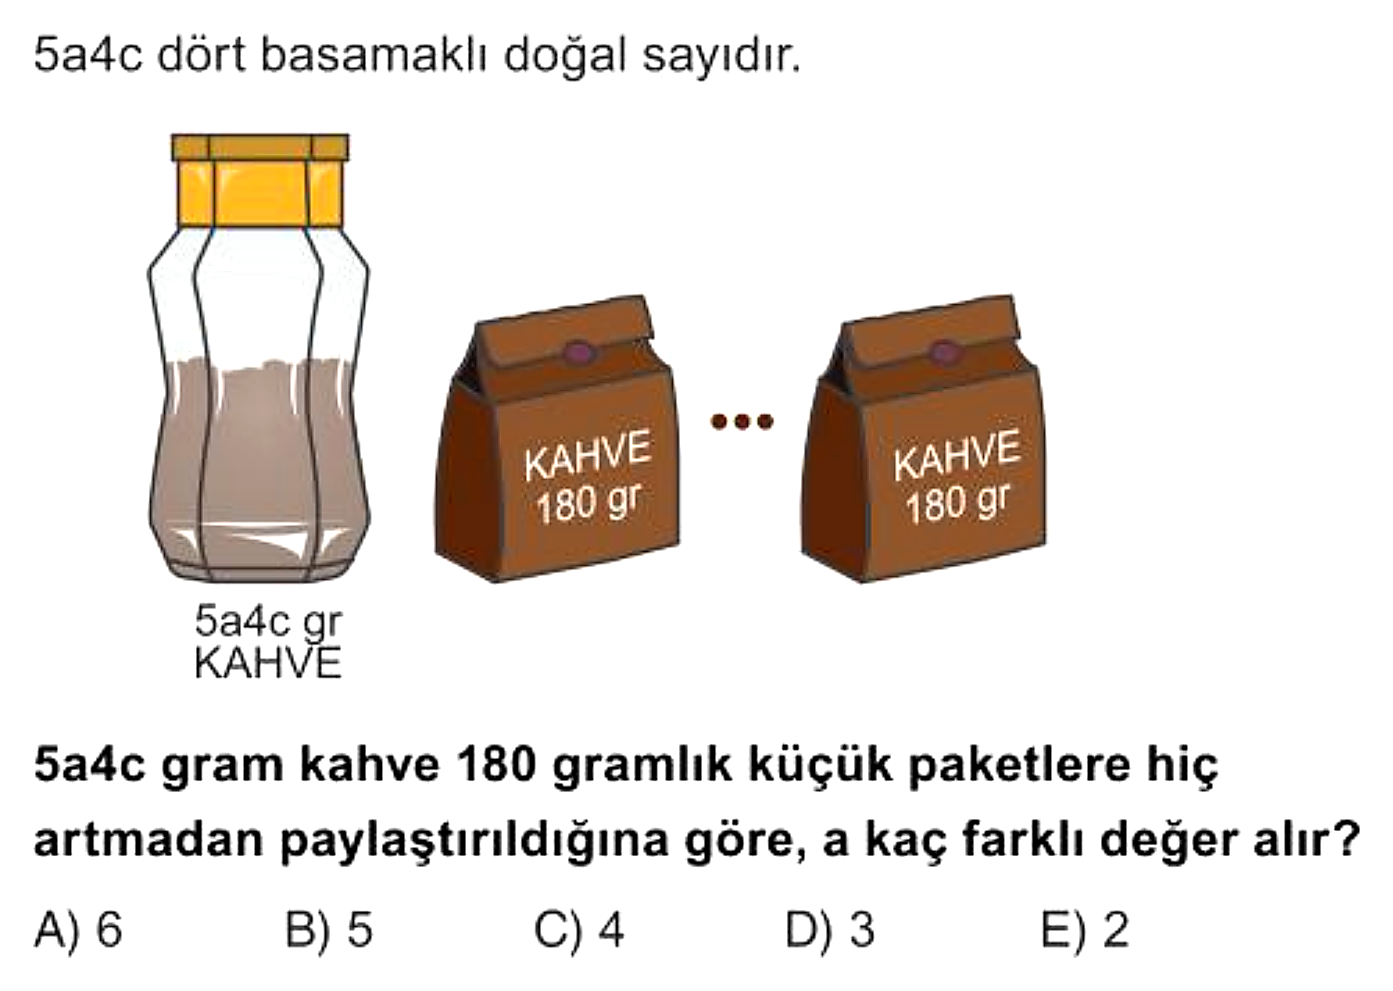 5a4c dört basamaklı doğal sayıdır.
KAHVE
180 gr
KAHVE
180 gr
5a4c gr
KAHVE
5a4c gram kahve 180 gramlık küçük paketlere hiç
artmadan paylaştırıldığına göre, a kaç farklı değer alır?
A) 6 B) 5 C) 4 D) 3 E) 2